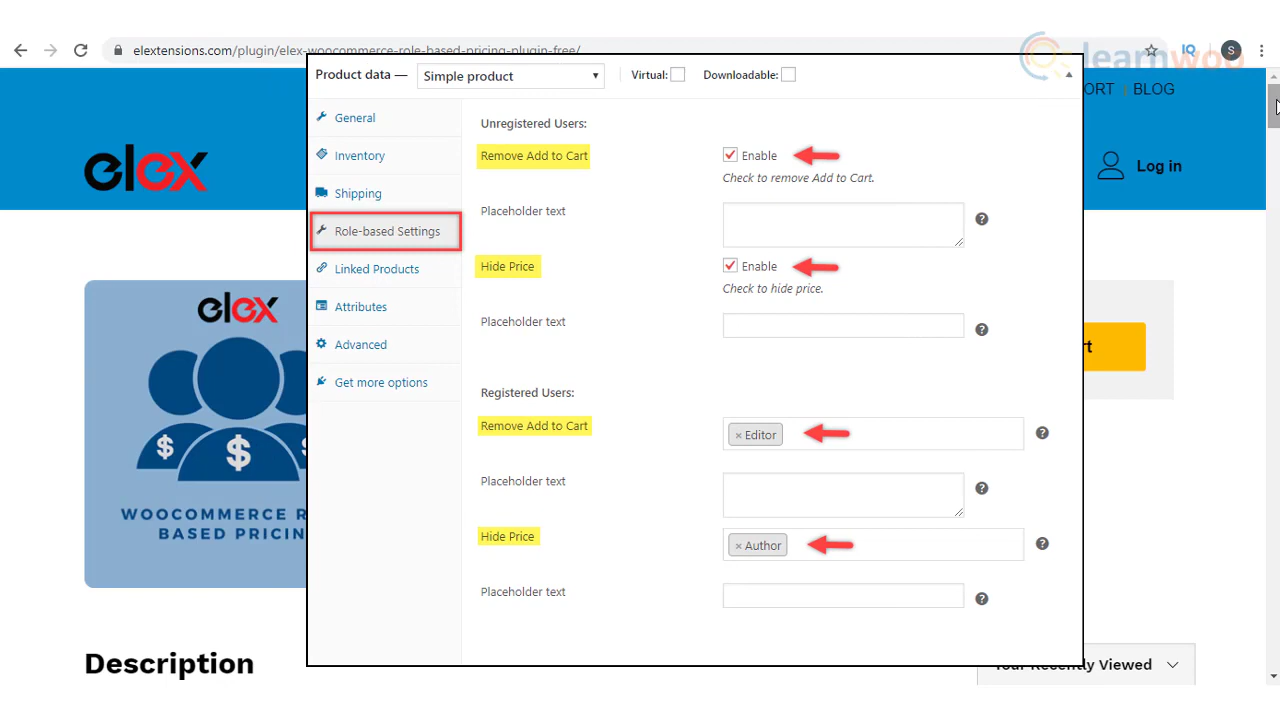 elextensions.com/plugin/elex-woocommerce-role-based-pricing-plugin-free/
IQ
S
learnwoo
Product data — Simple product Virtual: Downloadable:
ORT | BLOG
General
Inventory
Shipping
Role-based Settings
Linked Products
Attributes
Advanced
Get more options
Unregistered Users:
Remove Add to Cart Enable
Check to remove Add to Cart.
Placeholder text ?
Hide Price Enable
Check to hide price.
Placeholder text ?
Registered Users:
Remove Add to Cart × Editor ?
Placeholder text ?
Hide Price × Author ?
Placeholder text ?
elex
Log in
elex
$ $ $
WOOCOMMERCE R
BASED PRICIN
rt
Description
Your Recently Viewed